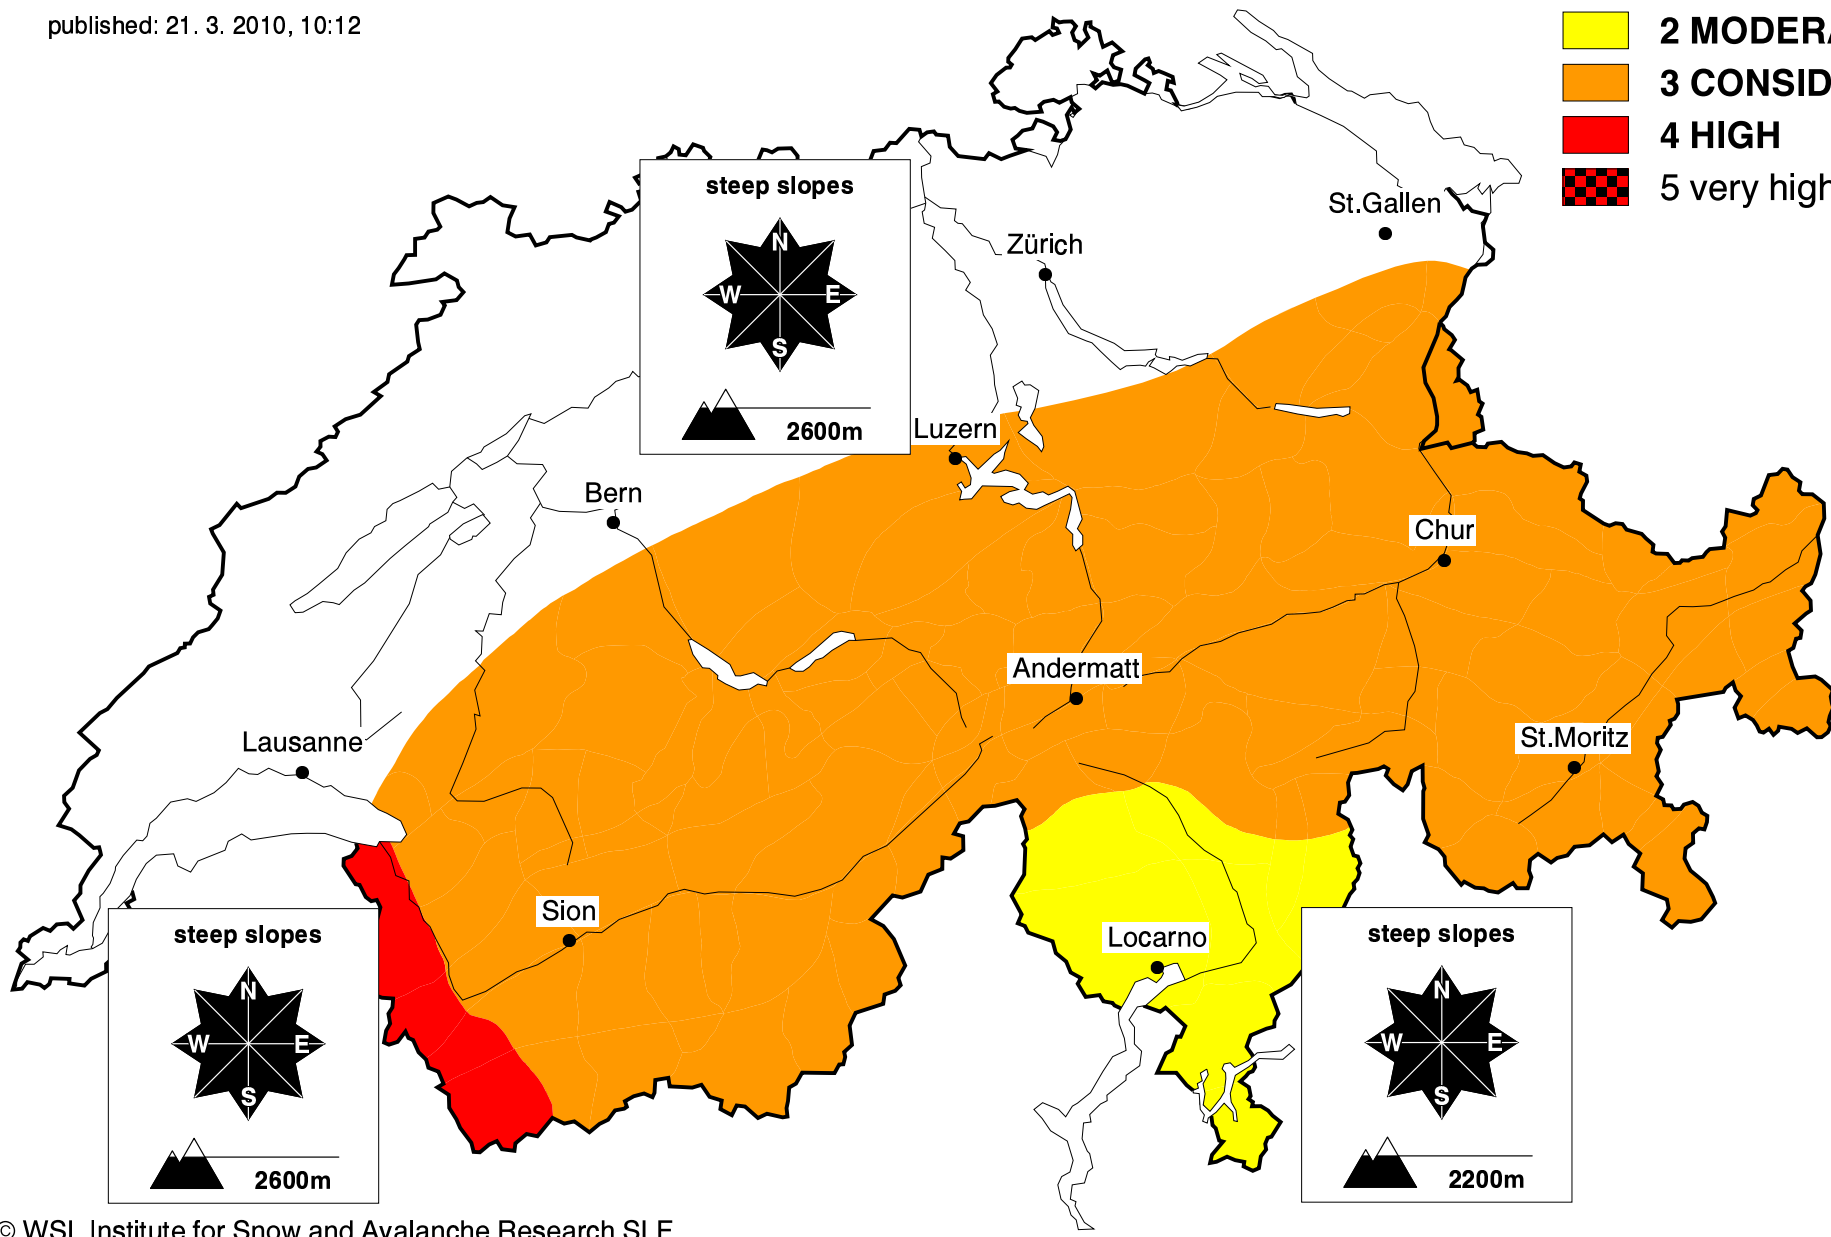 published: 21. 3. 2010, 10:12
2 MODERA
3 CONSID
4 HIGH
5 very high
steep slopes
N
W E
S
2600m
St.Gallen
Zürich
Luzern
Bern
Chur
Andermatt
St.Moritz
Lausanne
Sion
Locarno
steep slopes
N
W E
S
2600m
steep slopes
N
W E
S
2200m
© WSL Institute for Snow and Avalanche Research SLF